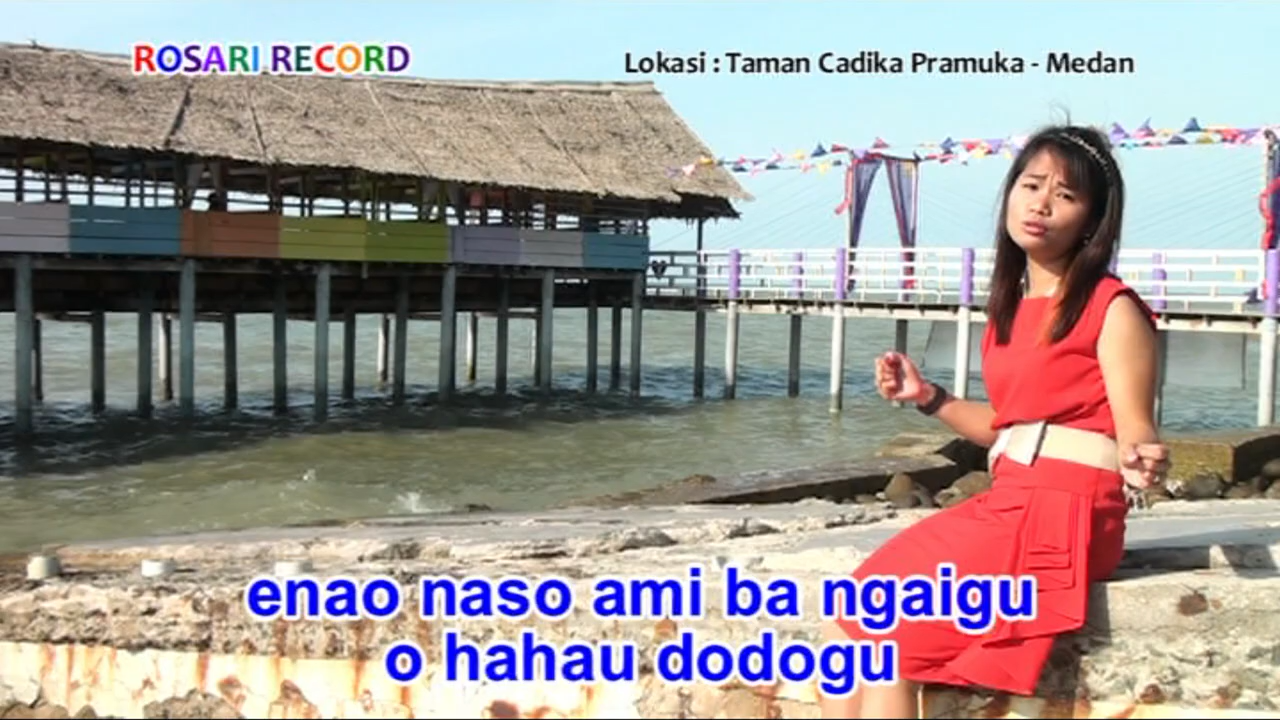 ROSARI RECORD
Lokasi : Taman Cadika Pramuka - Medan
enao naso ami ba ngaigu
o hahau dodogu